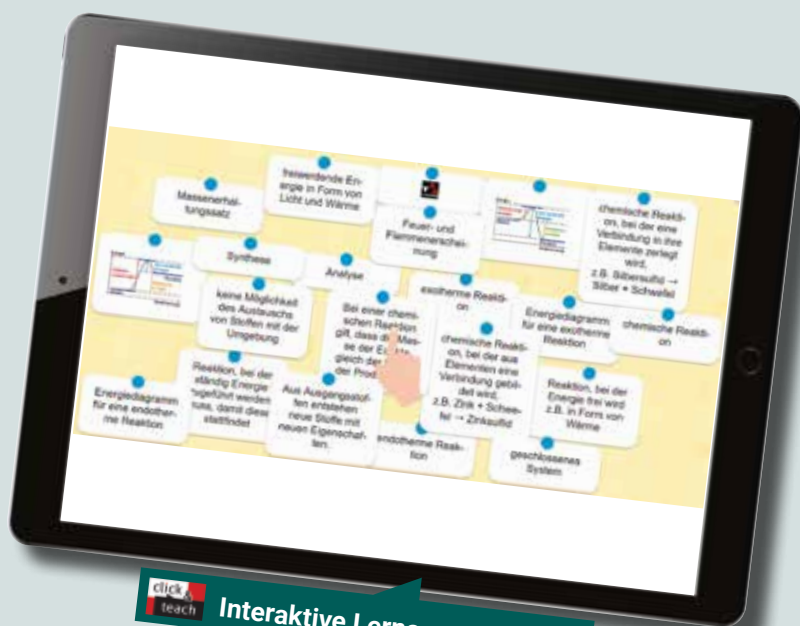 Massenerhal-
tungssatz
freiwerdende En-
ergie in Form von
Licht und Wärme
Feuer- und
Flammenerschei-
nung
chemische Reakti-
on, bei der eine
Verbindung in ihre
Elemente zerlegt
wird.
z.B. Silbersulfid →
Silber + Schwefel
Synthese
Analyse
exotherme Reakti-
on
Energiediagramm
für eine exotherme
Reaktion
chemische Reakti-
on
keine Möglichkeit
des Austauschs
von Stoffen mit der
Umgebung
Bei einer chemi-
schen Reaktion
gilt, dass die Mas-
se der
gleich der
der
chemische Reakti-
on, bei der aus
Elementen eine
Verbindung gebil-
det wird.
z.B. Zink + Schwe-
fel → Zinksulfid
Reaktion, bei der
Energie frei wird
z.B. in Form von
Wärme
Energiediagramm
für eine endother-
me Reaktion
Reaktion, bei der
ständig Energie
zugeführt werden
muss, damit diese
stattfindet
Aus Ausgangsstof-
fen entstehen
neue Stoffe mit
neuen Eigenschaf-
ten.
endotherme Reak-
tion
geschlossenes
System
click &
teach
Interaktive